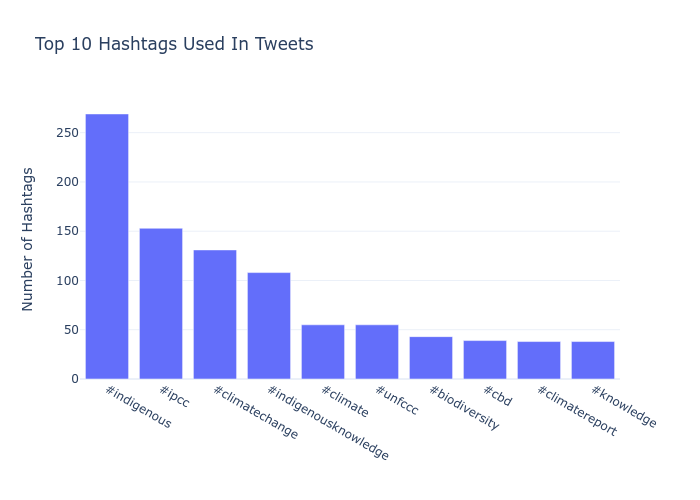 Top 10 Hashtags Used In Tweets
Number of Hashtags
250
200
150
100
50
0
#indigenous
#ipcc
#climatechange
#indigenousknowledge
#climate
#unfccc
#biodiversity
#cbd
#climatereport
#knowledge